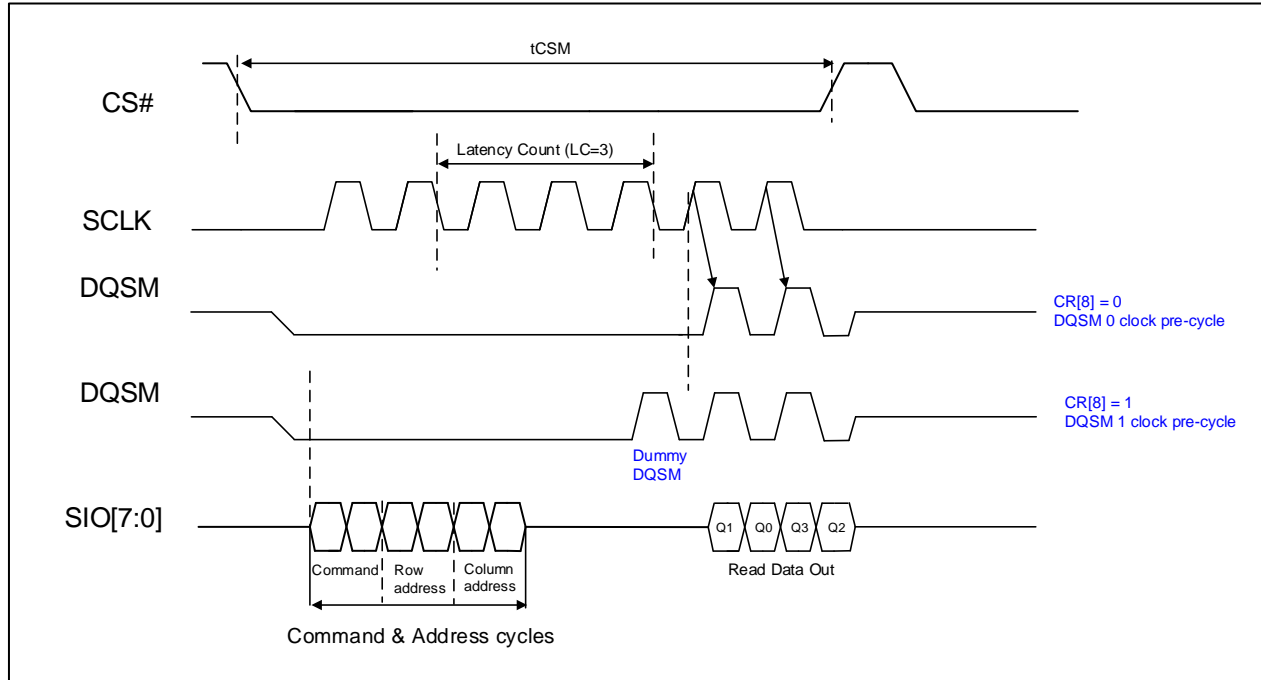 tCSM
CS#
Latency Count (LC=3)
SCLK
DQSM
CR[8] = 0
DQSM 0 clock pre-cycle
DQSM
CR[8] = 1
DQSM 1 clock pre-cycle
Dummy
DQSM
SIO[7:0]
Q1 Q0 Q3 Q2
Command
Row
address
Column
address
Read Data Out
Command & Address cycles